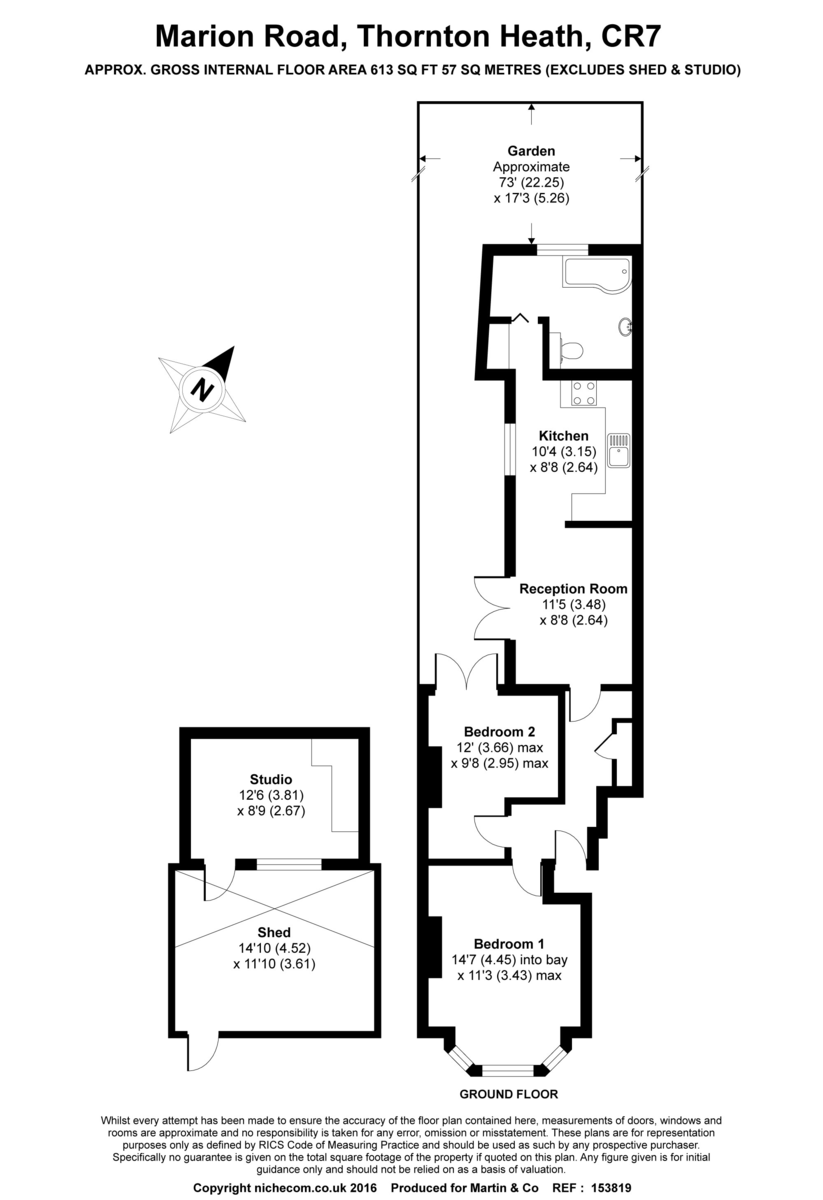 Marion Road, Thornton Heath, CR7
APPROX. GROSS INTERNAL FLOOR AREA 613 SQ FT 57 SQ METRES (EXCLUDES SHED & STUDIO)
Garden
Approximate
73' (22.25)
x 17'3 (5.26)
N
Kitchen
10'4 (3.15)
x 8'8 (2.64)
Reception Room
11'5 (3.48)
x 8'8 (2.64)
Bedroom 2
12' (3.66) max
x 9'8 (2.95) max
Studio
12'6 (3.81)
x 8'9 (2.67)
Shed
14'10 (4.52)
x 11'10 (3.61)
Bedroom 1
14'7 (4.45) into bay
x 11'3 (3.43) max
GROUND FLOOR
Whilst every attempt has been made to ensure the accuracy of the floor plan contained here, measurements of doors, windows and
rooms are approximate and no responsibility is taken for any error, omission or misstatement. These plans are for representation
purposes only as defined by RICS Code of Measuring Practice and should be used as such by any prospective purchaser.
Specifically no guarantee is given on the total square footage of the property if quoted on this plan. Any figure given is for initial
guidance only and should not be relied on as a basis of valuation.
Copyright nichecom.co.uk 2016 Produced for Martin & Co REF : 153819